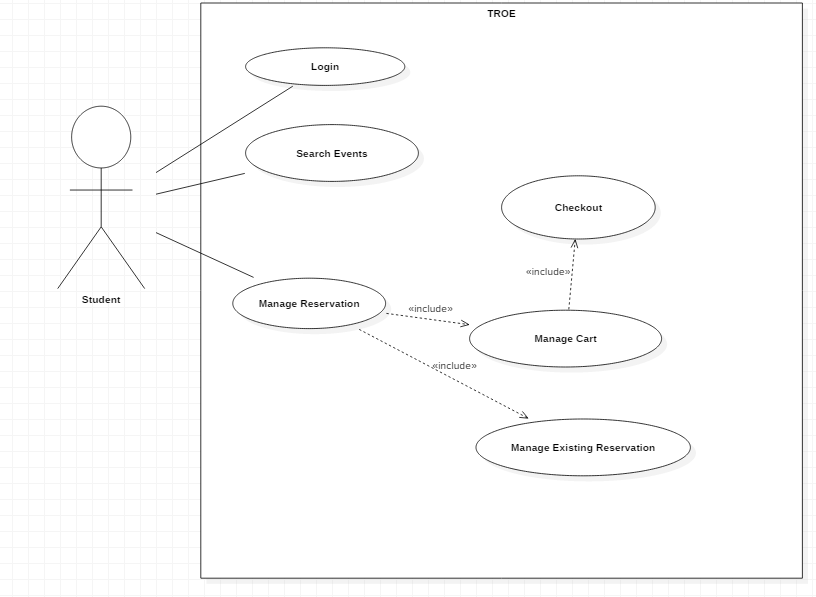 TROE
Login
Search Events
Checkout
«include»
Student
Manage Reservation
«include»
Manage Cart
«include»
Manage Existing Reservation